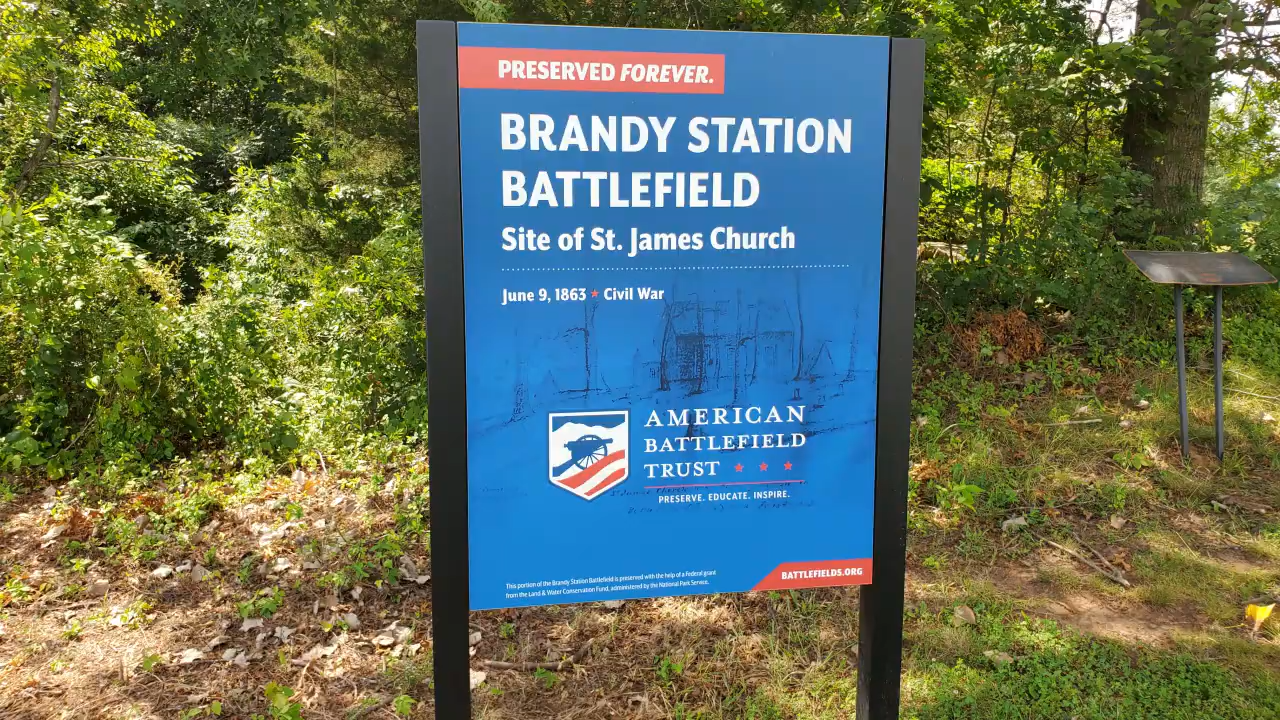 PRESERVED FOREVER.
BRANDY STATION
BATTLEFIELD
Site of St. James Church
June 9, 1863 ★ Civil War
AMERICAN
BATTLEFIELD
TRUST ★ ★ ★
PRESERVE. EDUCATE. INSPIRE.
This portion of the Brandy Station Battlefield is preserved with the help of a Federal grant
from the Land & Water Conservation Fund, administered by the National Park Service.
BATTLEFIELDS.ORG